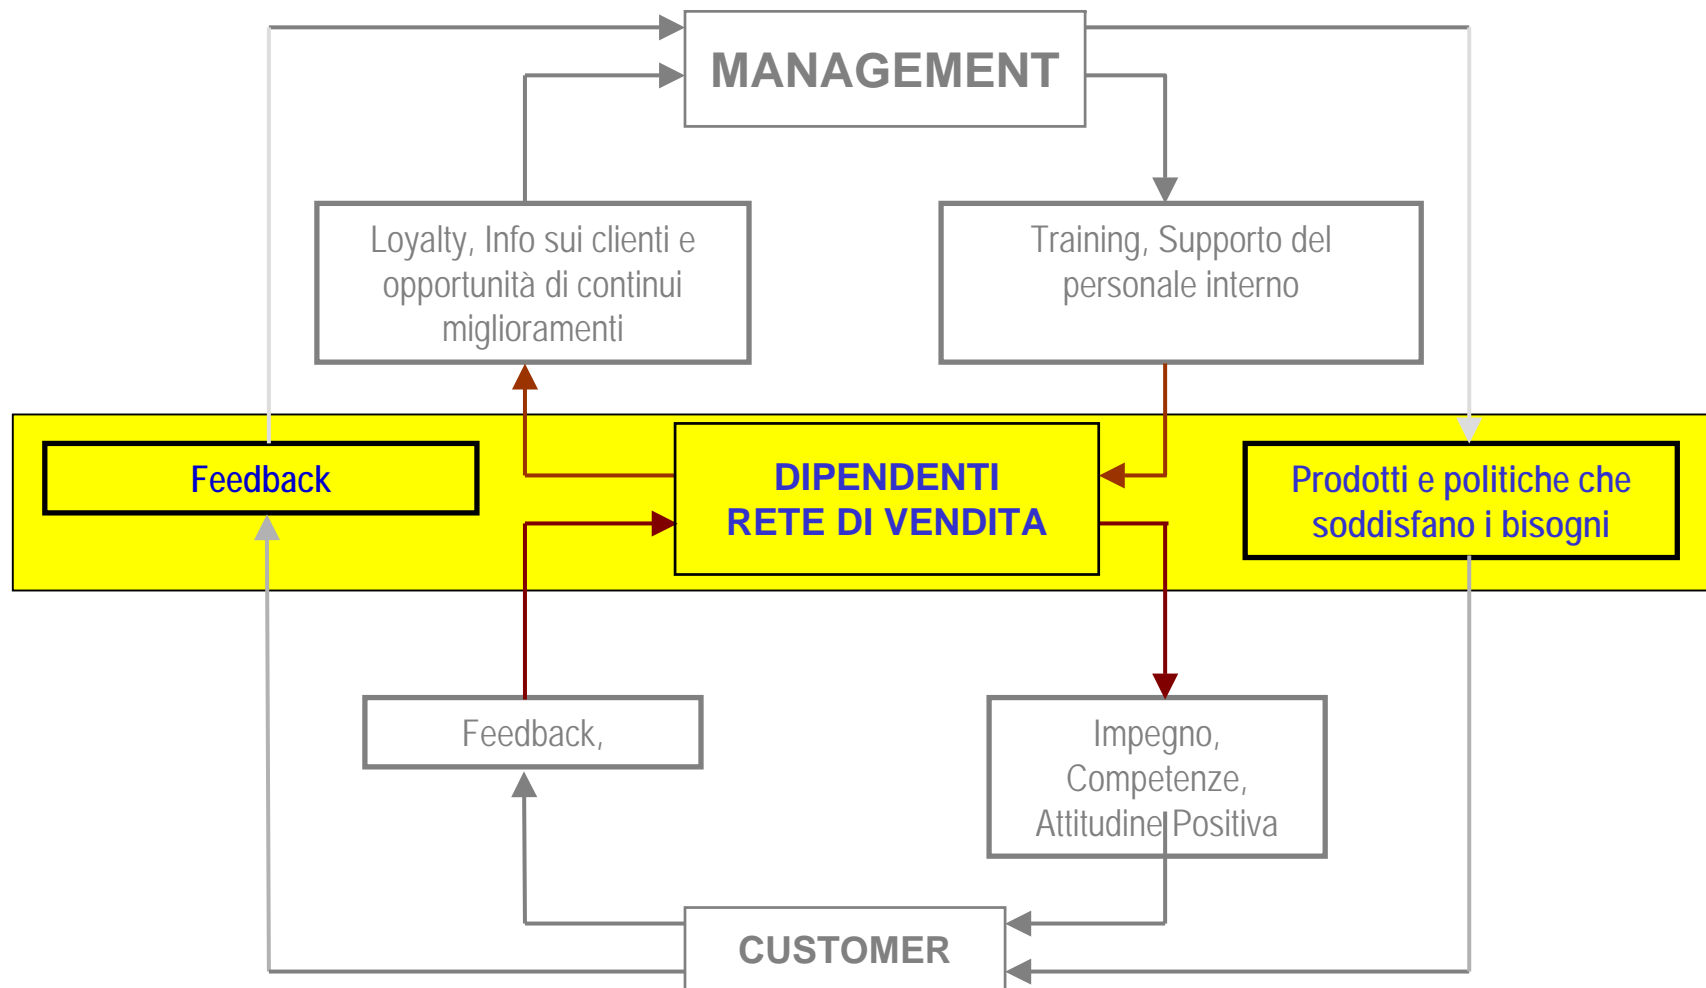 MANAGEMENT
Loyalty, Info sui clienti e
opportunità di continui
miglioramenti
Training, Supporto del
personale interno
Feedback
DIPENDENTI
RETE DI VENDITA
Prodotti e politiche che
soddisfano i bisogni
Feedback,
Impegno,
Competenze,
Attitudine Positiva
CUSTOMER